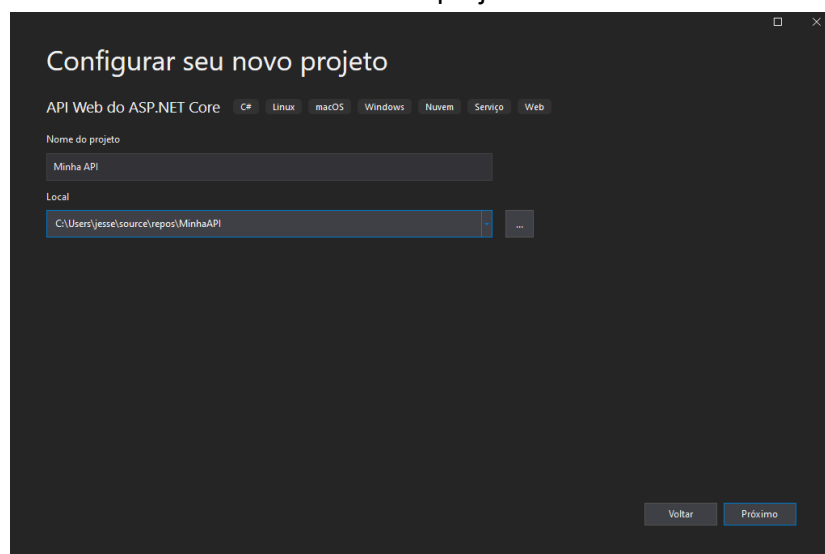 Configurar seu novo projeto
API Web do ASP.NET Core C# Linux macOS Windows Nuvem Serviço Web
Nome do projeto
Minha API
Local
C:\Users\jesse\source\repos\MinhaAPI
...
Voltar Próximo